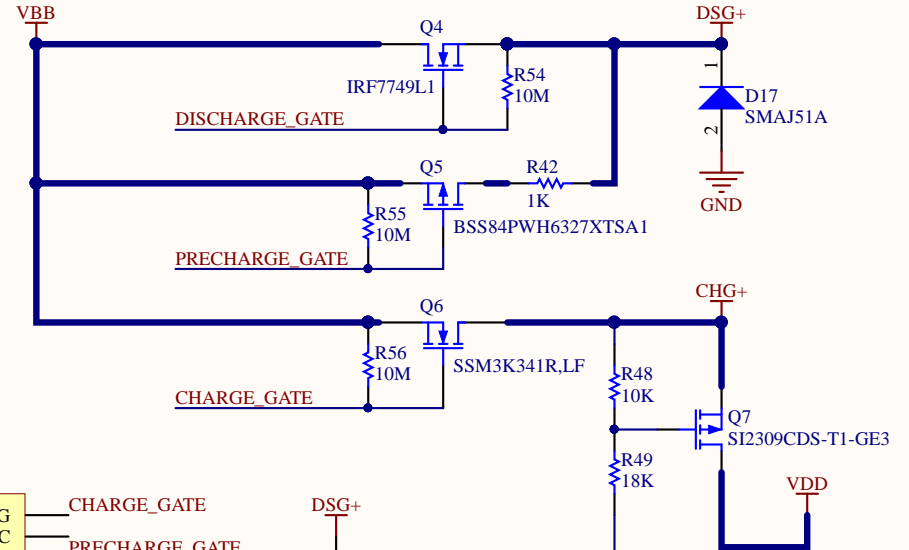 VBB
DSG+
Q4
IRF7749L1
R54
10M
DISCHARGE_GATE
1
D17
SMAJ51A
2
GND
Q5
R42
1K
R55
10M
BSS84PWH6327XTSA1
PRECHARGE_GATE
CHG+
Q6
R56
10M
SSM3K341R,LF
R48
10K
CHARGE_GATE
Q7
SI2309CDS-T1-GE3
R49
18K
VDD
G
CHARGE_GATE
DSG+
C
PRECHARGE_GATE